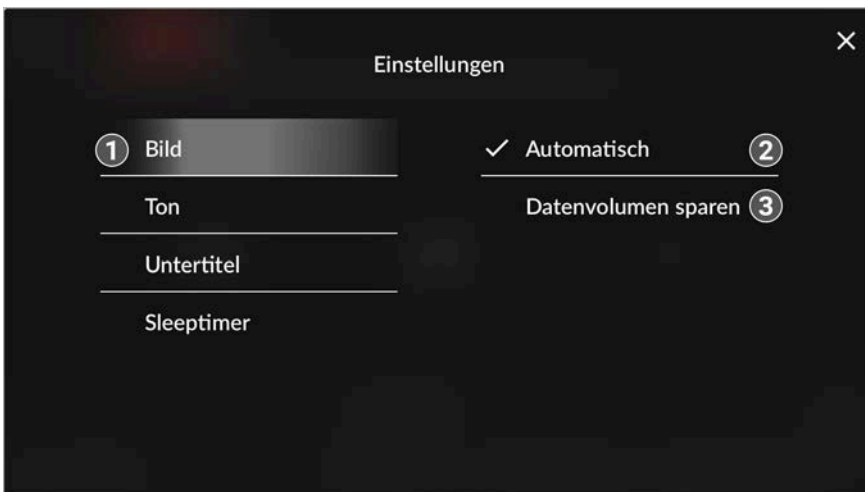 Einstellungen
1 Bild
✓ Automatisch 2
Ton
Datenvolumen sparen 3
Untertitel
Sleeptimer